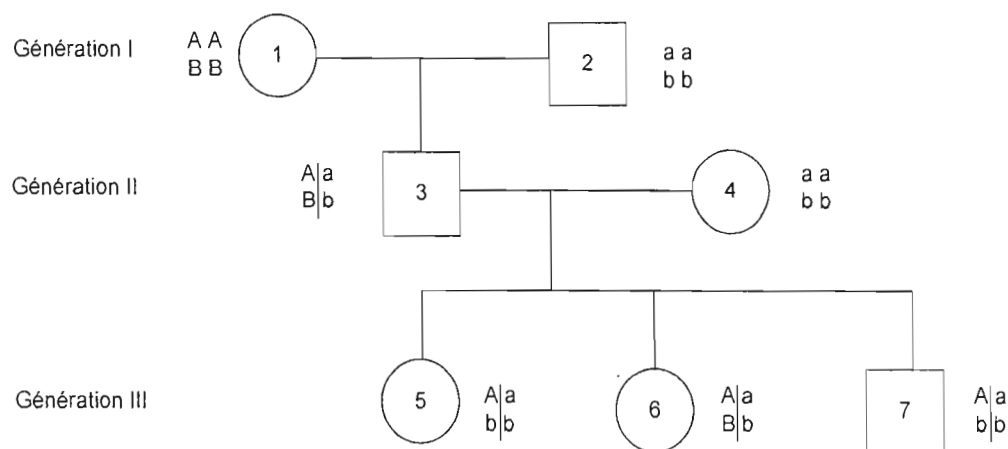 Génération I
A A
B B
1
2
a a
b b
Génération II
A|a
B|b
3
4
a a
b b
Génération III
5
A|a
b|b
6
A|a
B|b
7
A|a
b|b